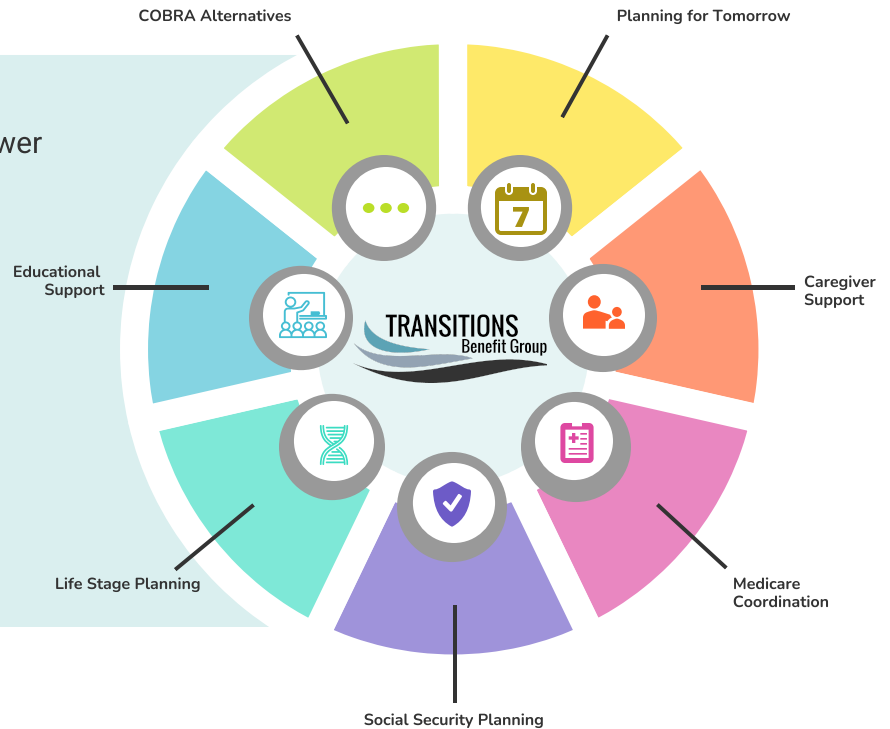 COBRA Alternatives
Planning for Tomorrow
wer
7
Educational
Support
Caregiver
Support
TRANSITIONS
Benefit Group
Life Stage Planning
Medicare
Coordination
Social Security Planning